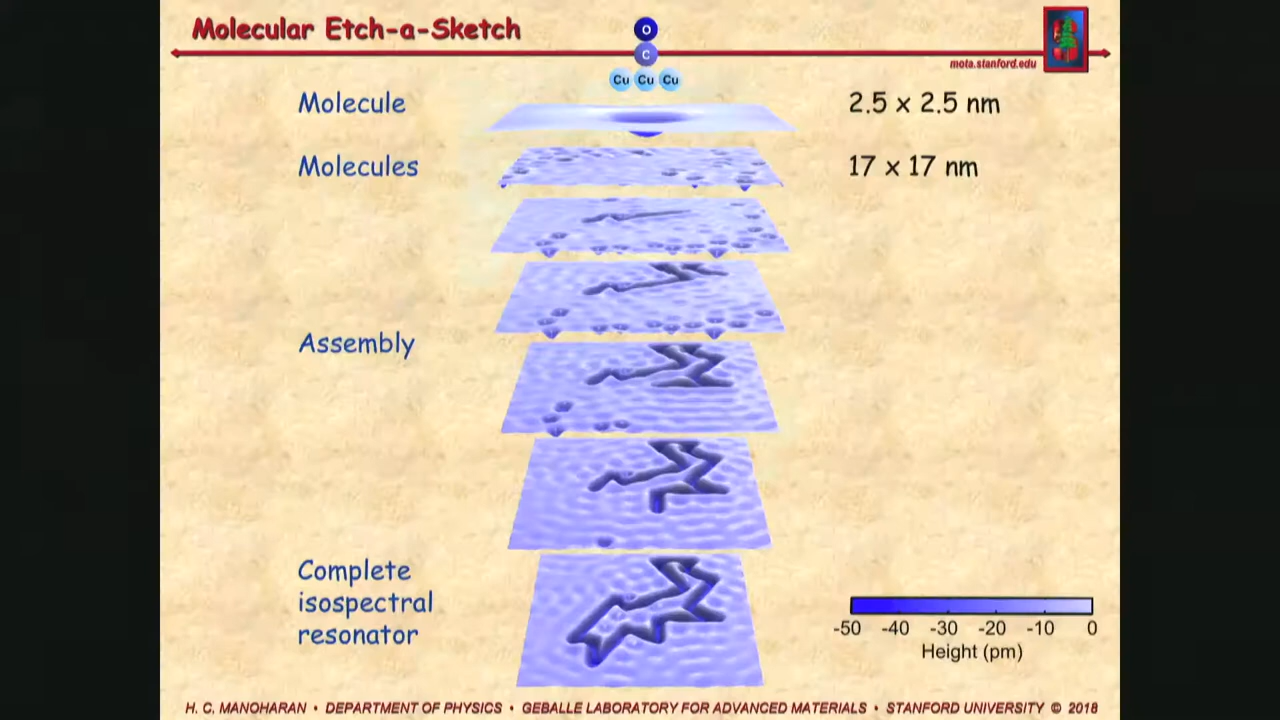 Molecular Etch-a-Sketch
O
C
mota.stanford.edu
Cu Cu Cu
Molecule
2.5 x 2.5 nm
Molecules
17 x 17 nm
Assembly
Complete
isospectral
resonator
-50 -40 -30 -20 -10 0
Height (pm)
H. C. MANOHARAN • DEPARTMENT OF PHYSICS • GEBALLE LABORATORY FOR ADVANCED MATERIALS • STANFORD UNIVERSITY © 2018